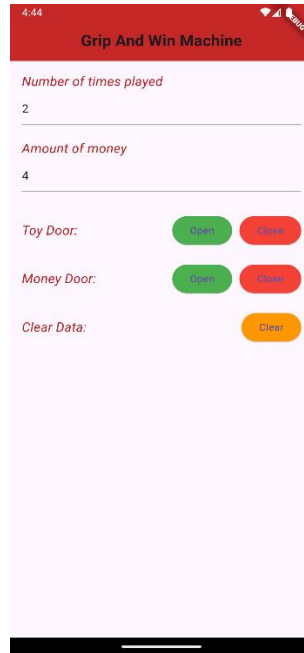 4:44
DEBUG
Grip And Win Machine
Number of times played
2
Amount of money
4
Toy Door: Open Close
Money Door: Open Close
Clear Data: Clear